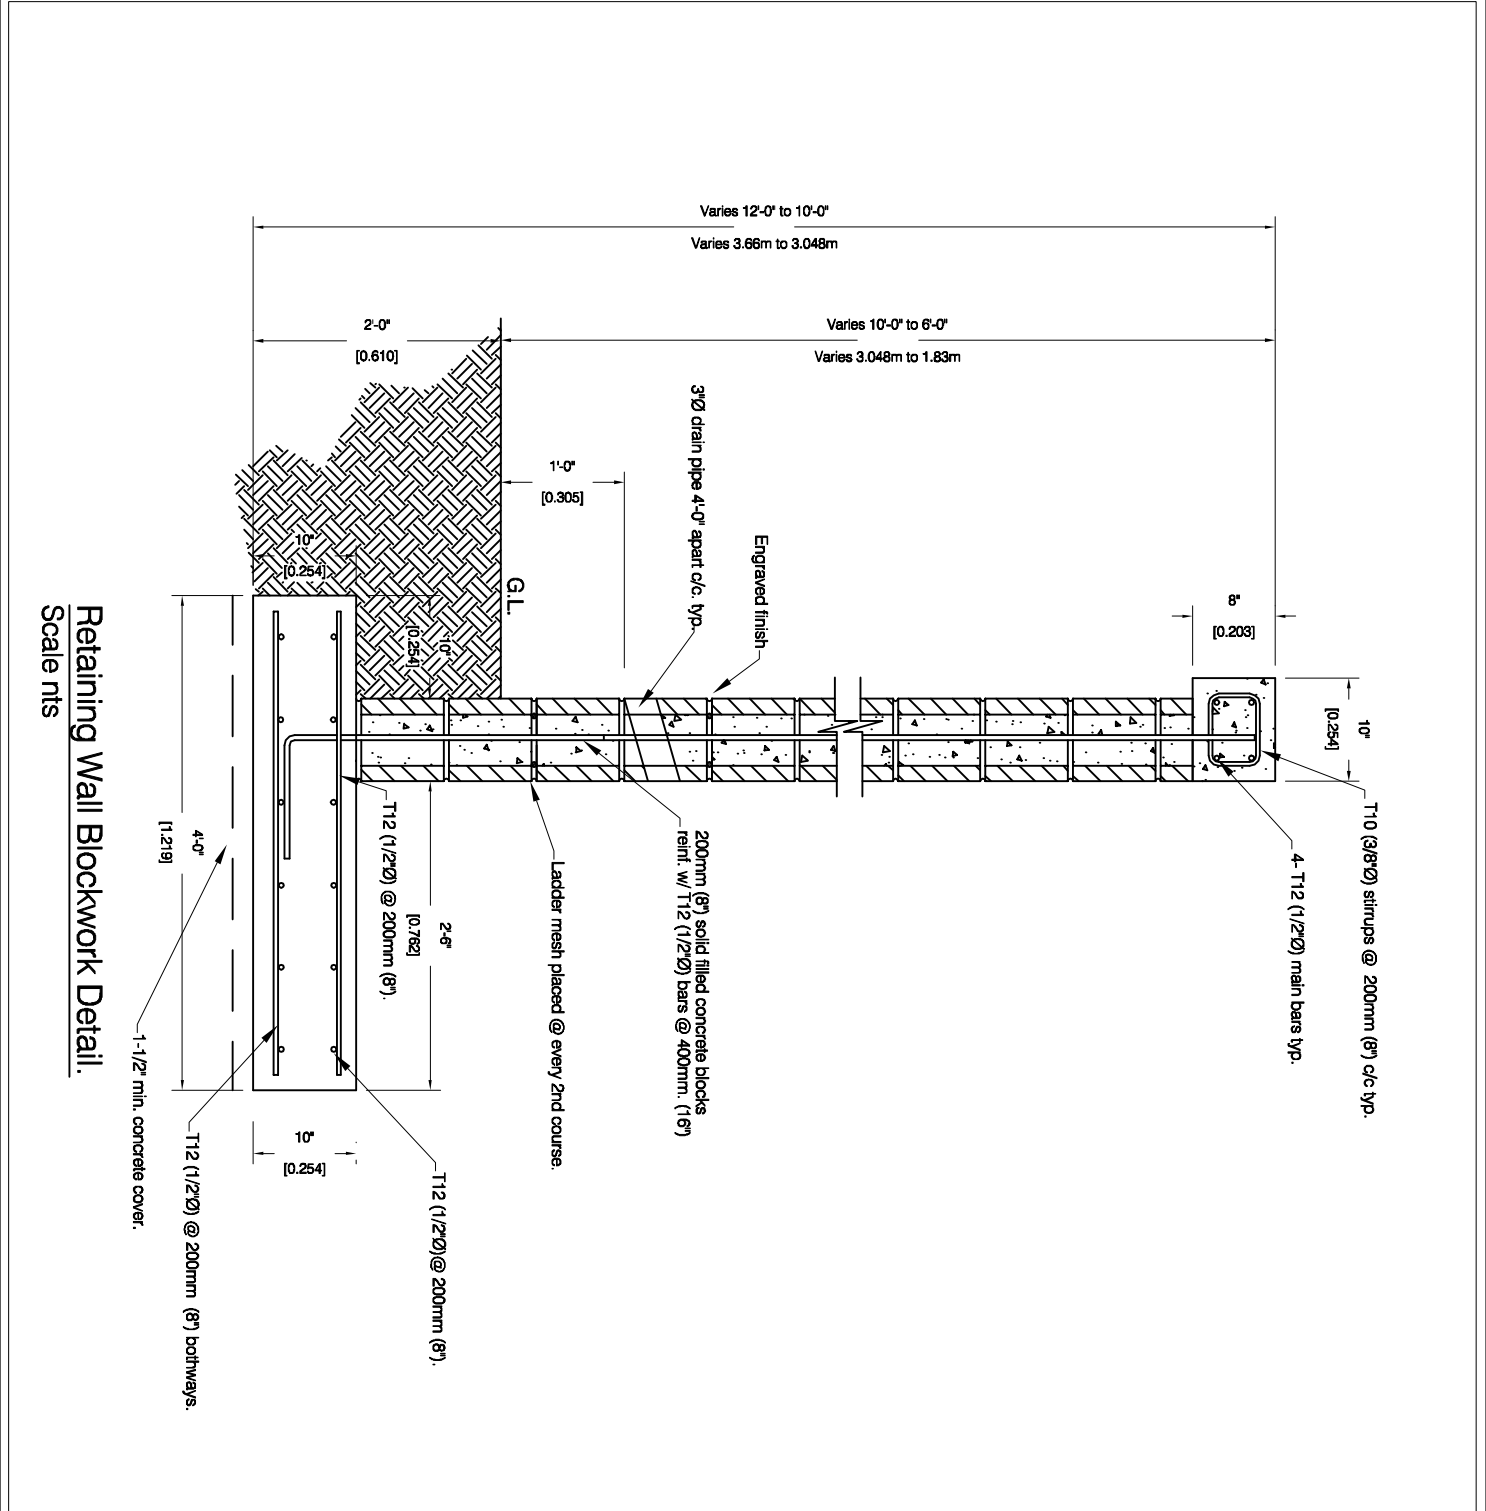 Varies 12'-0" to 10'-0"
Varies 3.66m to 3.048m
2'-0"
[0.610]
Varies 10'-0" to 6'-0"
Varies 3.048m to 1.83m
1'-0"
[0.305]
3"Ø drain pipe 4'-0" apart c/c. typ.
Engraved finish
G.L.
8"
[0.203]
10"
[0.254]
10"
[0.254]
10"
[0.254]
T10 (3/8"Ø) stirrups @ 200mm (8") c/c typ.
4- T12 (1/2"Ø) main bars typ.
200mm (8") solid filled concrete blocks
reinf. w/ T12 (1/2"Ø) bars @ 400mm. (16")
Ladder mesh placed @ every 2nd course.
T12 (1/2"Ø) @ 200mm (8").
2'-6"
[0.762]
4'-0"
[1.219]
10"
[0.254]
T12 (1/2"Ø)@ 200mm (8").
T12 (1/2"Ø) @ 200mm (8") bothways.
1-1/2" min. concrete cover.
Retaining Wall Blockwork Detail.
Scale nts